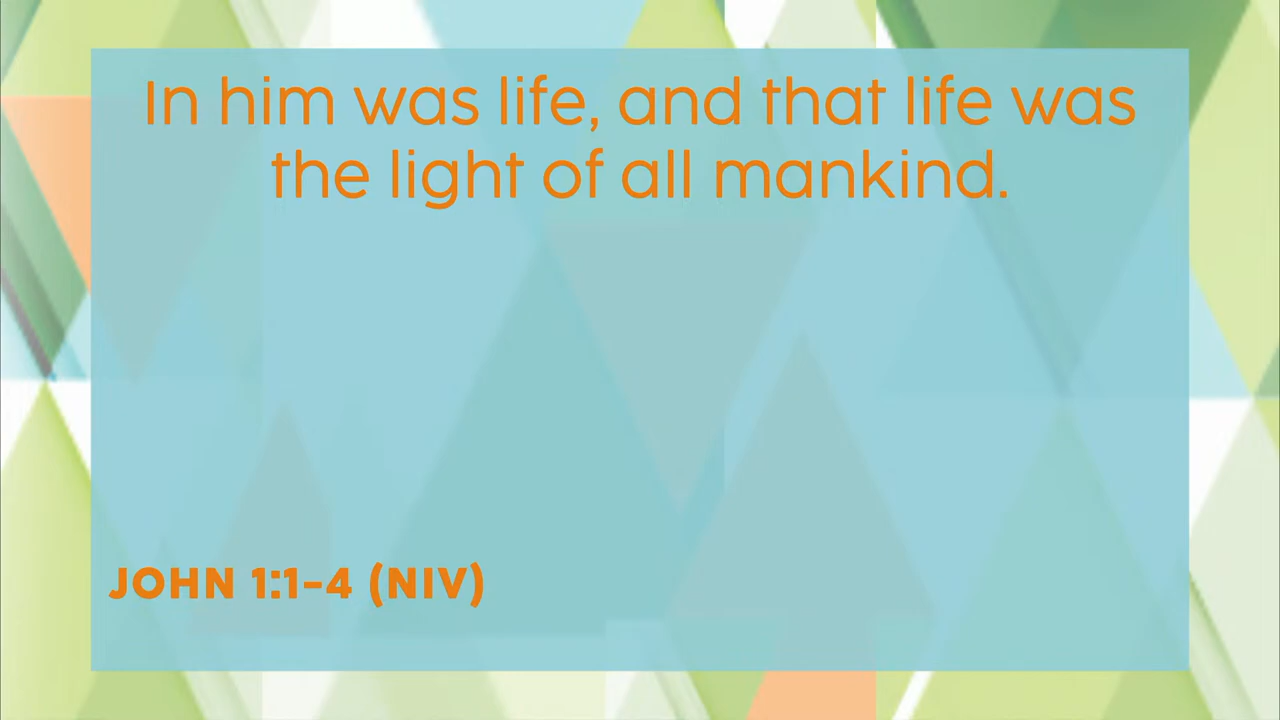 In him was life, and that life was
the light of all mankind.
JOHN 1:1-4 (NIV)